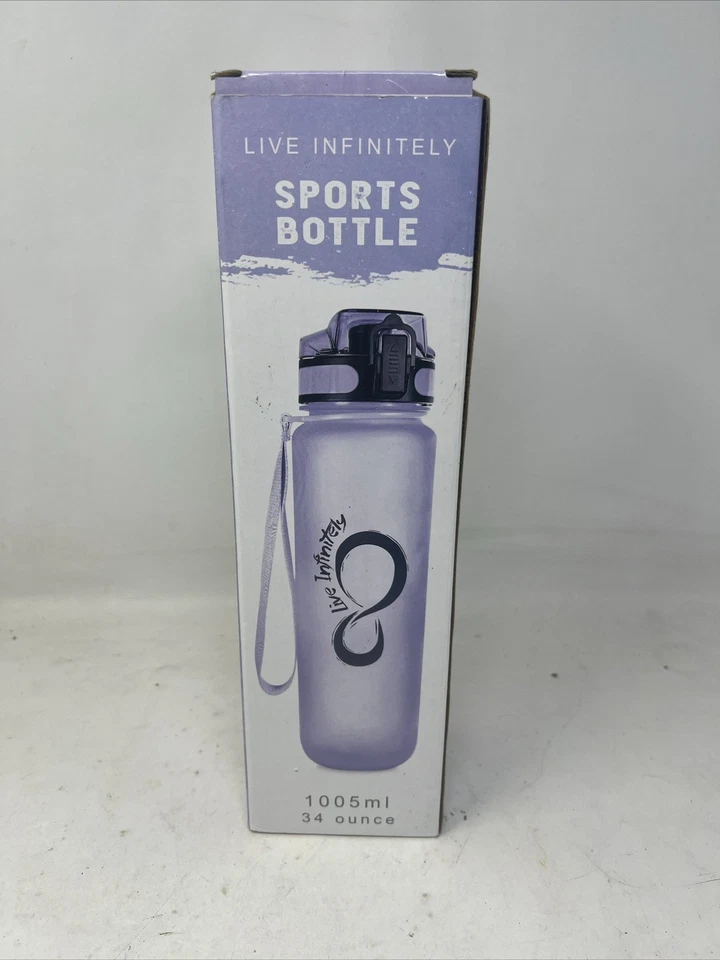 LIVE INFINITELY
SPORTS
BOTTLE
Live Infinitely
1005ml
34 ounce